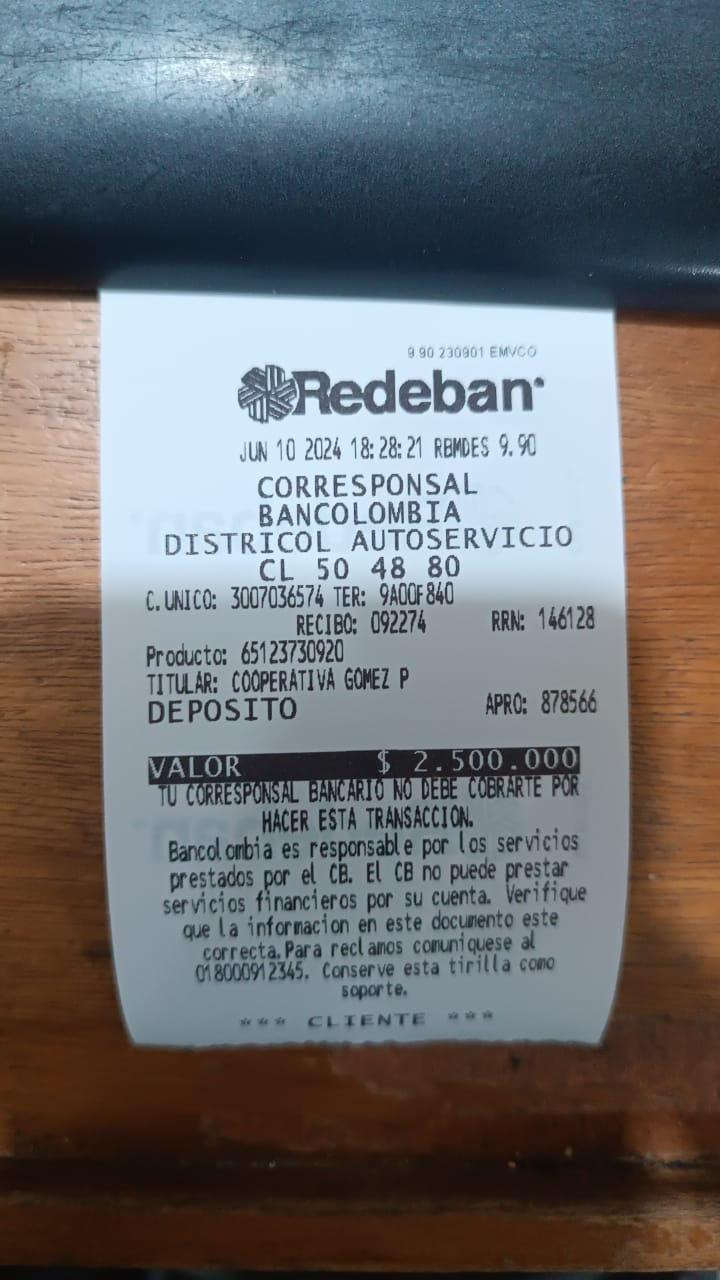 9.90 230901 EMVCO
Redeban
JUN 10 2024 18:28:21 RBMDES 9.90
CORRESPONSAL
BANCOLOMBIA
DISTRICOL AUTOSERVICIO
CL 50 48 80
C.UNICO: 3007036574 TER: 9A00F840
RECIBO: 092274 RRN: 146128
Producto: 65123730920
TITULAR: COOPERATIVA GOMEZ P
DEPOSITO APRO: 878566
VALOR $ 2.500.000
TU CORRESPONSAL BANCARIO NO DEBE COBRARTE POR
HACER ESTA TRANSACCION.
Bancolombia es responsable por los servicios
prestados por el CB. El CB no puede prestar
servicios financieros por su cuenta. Verifique
que la informacion en este documento este
correcta.Para reclamos comuniquese al
018000912345. Conserve esta tirilla como
soporte.
*** CLIENTE ***